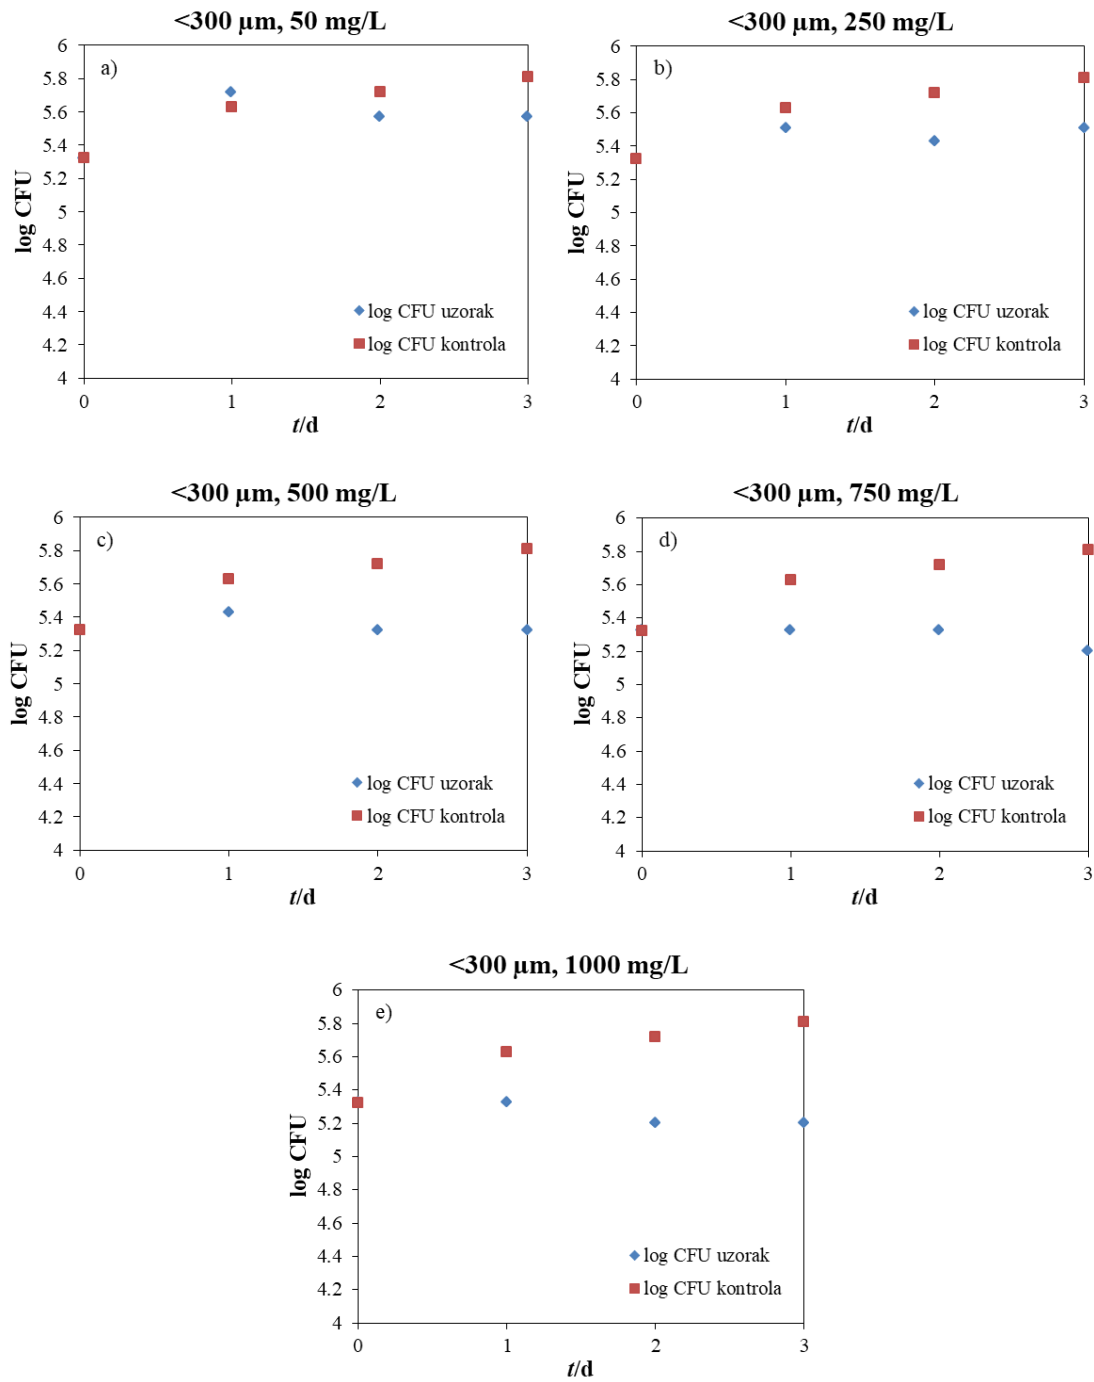 <300 µm, 50 mg/L
a)
6
5.8
5.6
5.4
5.2
5
4.8
4.6
4.4
4.2
4
log CFU
log CFU uzorak
log CFU kontrola
0 1 2 3
t/d
<300 µm, 250 mg/L
b)
6
5.8
5.6
5.4
5.2
5
4.8
4.6
4.4
4.2
4
log CFU
log CFU uzorak
log CFU kontrola
0 1 2 3
t/d
<300 µm, 500 mg/L
c)
6
5.8
5.6
5.4
5.2
5
4.8
4.6
4.4
4.2
4
log CFU
log CFU uzorak
log CFU kontrola
0 1 2 3
t/d
<300 µm, 750 mg/L
d)
6
5.8
5.6
5.4
5.2
5
4.8
4.6
4.4
4.2
4
log CFU
log CFU uzorak
log CFU kontrola
0 1 2 3
t/d
<300 µm, 1000 mg/L
e)
6
5.8
5.6
5.4
5.2
5
4.8
4.6
4.4
4.2
4
log CFU
log CFU uzorak
log CFU kontrola
0 1 2 3
t/d